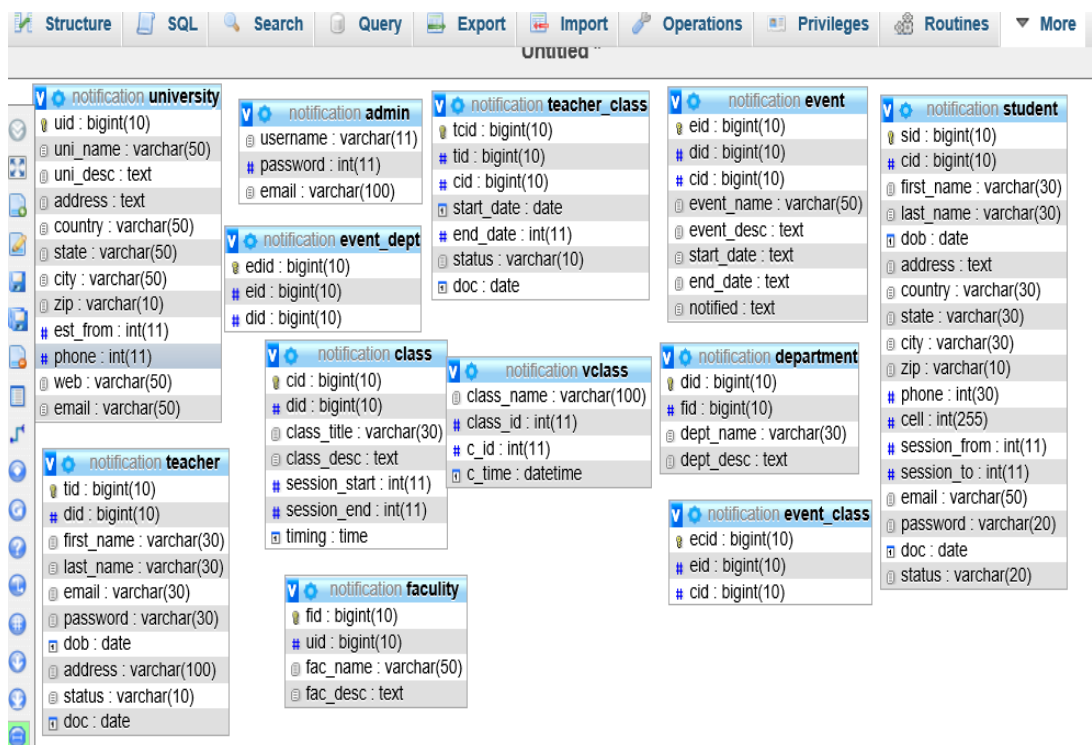 Structure SQL Search Query Export Import Operations Privileges Routines More
Untitled *
notification university
uid : bigint(10)
uni_name : varchar(50)
uni_desc : text
address : text
country : varchar(50)
state : varchar(50)
city : varchar(50)
zip : varchar(10)
est_from : int(11)
phone : int(11)
web : varchar(50)
email : varchar(50)
notification admin
username : varchar(11)
password : int(11)
email : varchar(100)
notification teacher_class
tcid : bigint(10)
tid : bigint(10)
cid : bigint(10)
start_date : date
end_date : int(11)
status : varchar(10)
doc : date
notification event
eid : bigint(10)
did : bigint(10)
cid : bigint(10)
event_name : varchar(50)
event_desc : text
start_date : text
end_date : text
notified : text
notification student
sid : bigint(10)
cid : bigint(10)
first_name : varchar(30)
last_name : varchar(30)
dob : date
address : text
country : varchar(30)
state : varchar(30)
city : varchar(30)
zip : varchar(10)
phone : int(30)
cell : int(255)
session_from : int(11)
session_to : int(11)
email : varchar(50)
password : varchar(20)
doc : date
status : varchar(20)
notification event_dept
edid : bigint(10)
eid : bigint(10)
did : bigint(10)
notification class
cid : bigint(10)
did : bigint(10)
class_title : varchar(30)
class_desc : text
session_start : int(11)
session_end : int(11)
timing : time
notification vclass
class_name : varchar(100)
class_id : int(11)
c_id : int(11)
c_time : datetime
notification department
did : bigint(10)
fid : bigint(10)
dept_name : varchar(30)
dept_desc : text
notification teacher
tid : bigint(10)
did : bigint(10)
first_name : varchar(30)
last_name : varchar(30)
email : varchar(30)
password : varchar(30)
dob : date
address : varchar(100)
status : varchar(10)
doc : date
notification faculity
fid : bigint(10)
uid : bigint(10)
fac_name : varchar(50)
fac_desc : text
notification event_class
ecid : bigint(10)
eid : bigint(10)
cid : bigint(10)